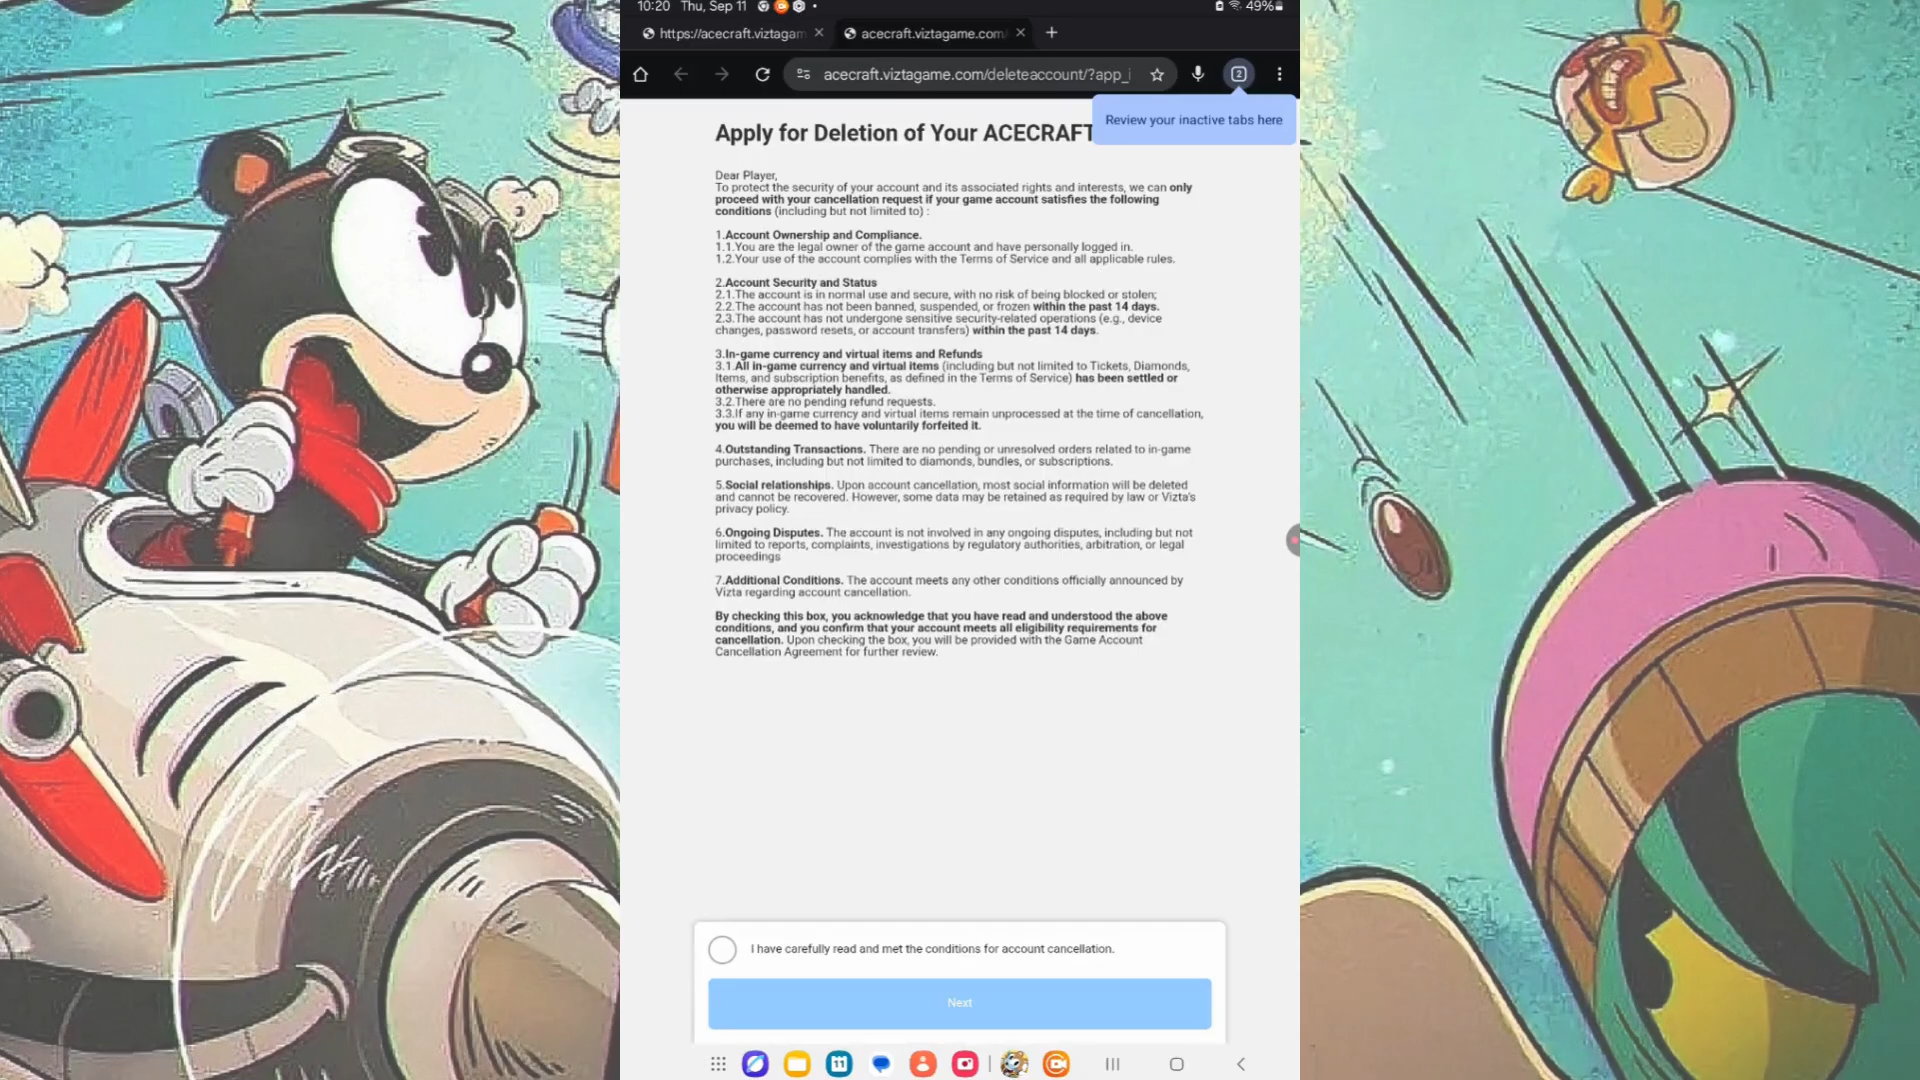 10:20 Thu, Sep 11
49%
https://acecraft.viztagam
acecraft.viztagame.com/
acecraft.viztagame.com/deleteaccount/?app_i
2
Review your inactive tabs here
Apply for Deletion of Your ACECRAFT
Dear Player,
To protect the security of your account and its associated rights and interests, we can only
proceed with your cancellation request if your game account satisfies the following
conditions (including but not limited to) :
1.Account Ownership and Compliance.
1.1.You are the legal owner of the game account and have personally logged in.
1.2.Your use of the account complies with the Terms of Service and all applicable rules.
2.Account Security and Status
2.1.The account is in normal use and secure, with no risk of being blocked or stolen;
2.2.The account has not been banned, suspended, or frozen within the past 14 days.
2.3.The account has not undergone sensitive security-related operations (e.g., device
changes, password resets, or account transfers) within the past 14 days.
3.In-game currency and virtual items and Refunds
3.1.All in-game currency and virtual items (including but not limited to Tickets, Diamonds,
Items, and subscription benefits, as defined in the Terms of Service) has been settled or
otherwise appropriately handled.
3.2.There are no pending refund requests.
3.3.If any in-game currency and virtual items remain unprocessed at the time of cancellation,
you will be deemed to have voluntarily forfeited it.
4.Outstanding Transactions. There are no pending or unresolved orders related to in-game
purchases, including but not limited to diamonds, bundles, or subscriptions.
5.Social relationships. Upon account cancellation, most social information will be deleted
and cannot be recovered. However, some data may be retained as required by law or Vizta's
privacy policy.
6.Ongoing Disputes. The account is not involved in any ongoing disputes, including but not
limited to reports, complaints, investigations by regulatory authorities, arbitration, or legal
proceedings
7.Additional Conditions. The account meets any other conditions officially announced by
Vizta regarding account cancellation.
By checking this box, you acknowledge that you have read and understood the above
conditions, and you confirm that your account meets all eligibility requirements for
cancellation. Upon checking the box, you will be provided with the Game Account
Cancellation Agreement for further review.
I have carefully read and met the conditions for account cancellation.
Next
11